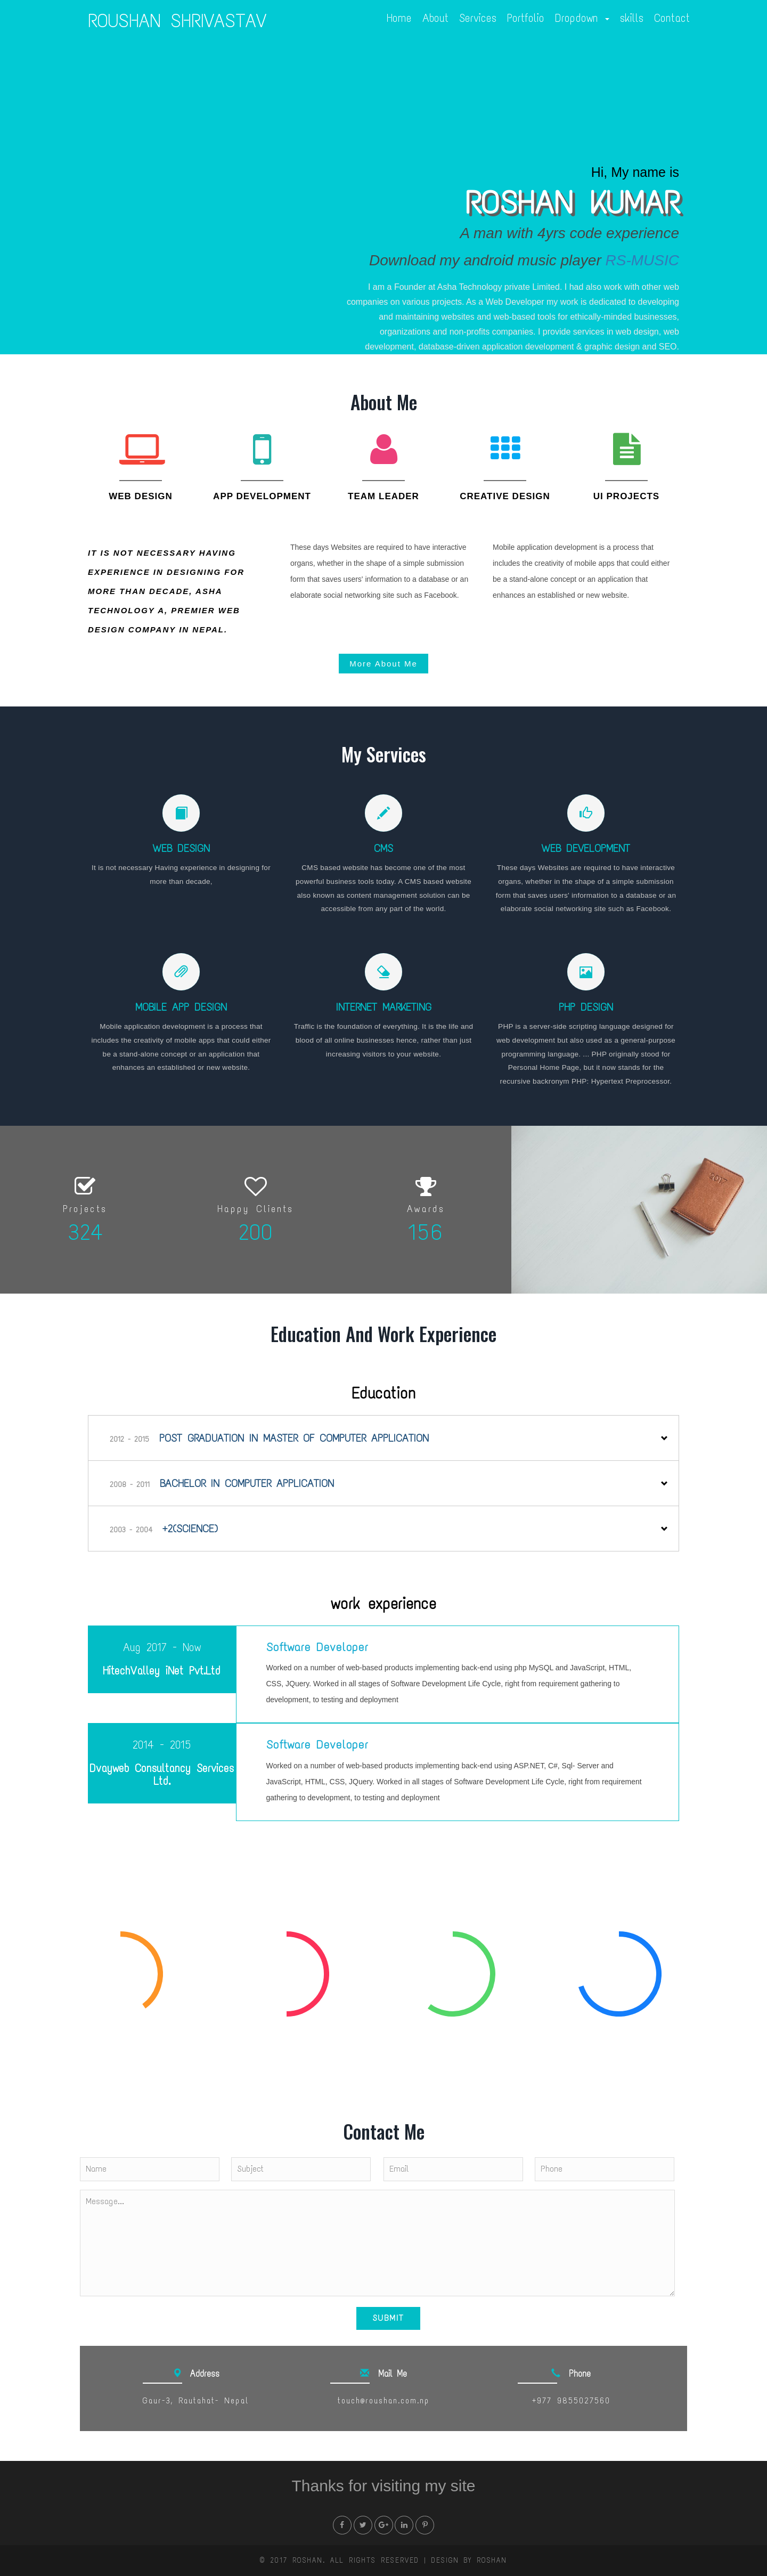 ROUSHAN SHRIVASTAV
Home About Services Portfolio Dropdown skills Contact
Hi, My name is
ROSHAN KUMAR
A man with 4yrs code experience
Download my android music player RS-MUSIC
I am a Founder at Asha Technology private Limited. I had also work with other web
companies on various projects. As a Web Developer my work is dedicated to developing
and maintaining websites and web-based tools for ethically-minded businesses,
organizations and non-profits companies. I provide services in web design, web
development, database-driven application development & graphic design and SEO.
About Me
WEB DESIGN
APP DEVELOPMENT
TEAM LEADER
CREATIVE DESIGN
UI PROJECTS
IT IS NOT NECESSARY HAVING
EXPERIENCE IN DESIGNING FOR
MORE THAN DECADE, ASHA
TECHNOLOGY A, PREMIER WEB
DESIGN COMPANY IN NEPAL.
These days Websites are required to have interactive
organs, whether in the shape of a simple submission
form that saves users' information to a database or an
elaborate social networking site such as Facebook.
Mobile application development is a process that
includes the creativity of mobile apps that could either
be a stand-alone concept or an application that
enhances an established or new website.
More About Me
My Services
WEB DESIGN
It is not necessary Having experience in designing for
more than decade,
CMS
CMS based website has become one of the most
powerful business tools today. A CMS based website
also known as content management solution can be
accessible from any part of the world.
WEB DEVELOPMENT
These days Websites are required to have interactive
organs, whether in the shape of a simple submission
form that saves users' information to a database or an
elaborate social networking site such as Facebook.
MOBILE APP DESIGN
Mobile application development is a process that
includes the creativity of mobile apps that could either
be a stand-alone concept or an application that
enhances an established or new website.
INTERNET MARKETING
Traffic is the foundation of everything. It is the life and
blood of all online businesses hence, rather than just
increasing visitors to your website.
PHP DESIGN
PHP is a server-side scripting language designed for
web development but also used as a general-purpose
programming language. ... PHP originally stood for
Personal Home Page, but it now stands for the
recursive backronym PHP: Hypertext Preprocessor.
Projects
324
Happy Clients
200
Awards
156
2017
Education And Work Experience
Education
2012 - 2015 POST GRADUATION IN MASTER OF COMPUTER APPLICATION
2008 - 2011 BACHELOR IN COMPUTER APPLICATION
2003 - 2004 +2(SCIENCE)
work experience
Aug 2017 - Now
HitechValley iNet Pvt.Ltd
Software Developer
Worked on a number of web-based products implementing back-end using php MySQL and JavaScript, HTML,
CSS, JQuery. Worked in all stages of Software Development Life Cycle, right from requirement gathering to
development, to testing and deployment
2014 - 2015
Dvayweb Consultancy Services
Ltd.
Software Developer
Worked on a number of web-based products implementing back-end using ASP.NET, C#, Sql- Server and
JavaScript, HTML, CSS, JQuery. Worked in all stages of Software Development Life Cycle, right from requirement
gathering to development, to testing and deployment
Contact Me
Name
Subject
Email
Phone
Message...
SUBMIT
Address
Gaur-3, Rautahat- Nepal
Mail Me
touch@roushan.com.np
Phone
+977 9855027560
Thanks for visiting my site
© 2017 ROSHAN. ALL RIGHTS RESERVED | DESIGN BY ROSHAN